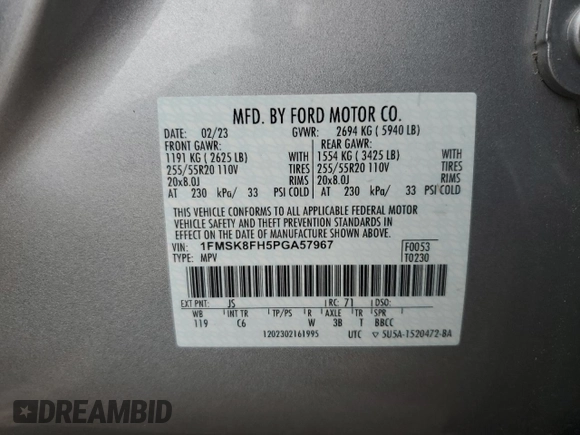 MFD. BY FORD MOTOR CO.
DATE: 02/23 GVWR: 2694 KG ( 5940 LB)
FRONT GAWR: REAR GAWR:
1191 KG ( 2625 LB) WITH 1554 KG ( 3425 LB) WITH
255/55R20 110V TIRES 255/55R20 110V TIRES
20x8.0J RIMS 20x8.0J RIMS
AT 230 kPa/ 33 PSI COLD AT 230 kPa/ 33 PSI COLD
THIS VEHICLE CONFORMS TO ALL APPLICABLE FEDERAL MOTOR
VEHICLE SAFETY AND THEFT PREVENTION STANDARDS IN EFFECT
ON THE DATE OF MANUFACTURE SHOWN ABOVE.
VIN: 1FMSK8FH5PGA57967 F0053
TYPE: MPV T0230
EXT PNT: JS RC: 71 DSO:
WB INT TR TP/PS R AXLE TR SPR
119 C6 W 3B T BBCC
1202302161995 UTC ▽ 5U5A-1520472-BA
DREAMBID